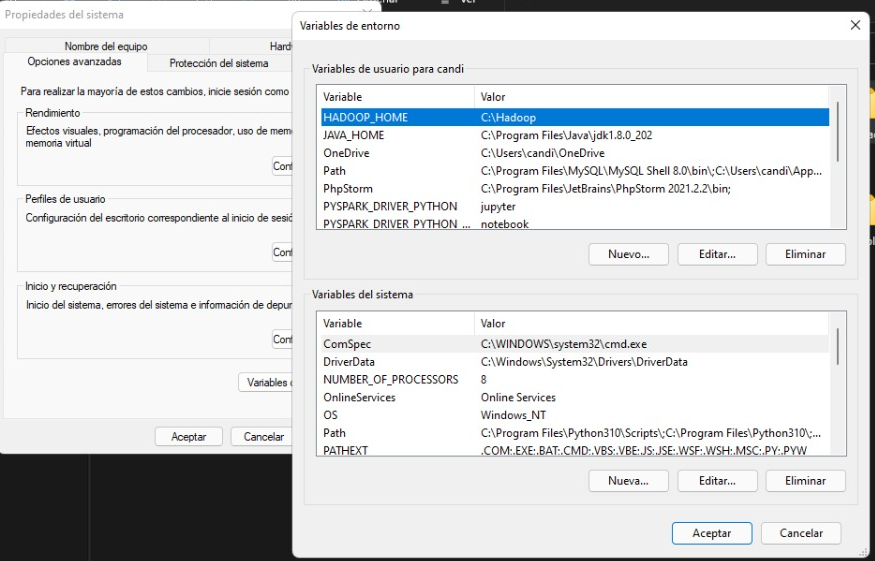 Propiedades del sistema
Nombre del equipo
Opciones avanzadas
Protección del sistema
Para realizar la mayoría de estos cambios, inicie sesión como
Rendimiento
Efectos visuales, programación del procesador, uso de
memoria virtual
Perfiles de usuario
Configuración del escritorio correspondiente al inicio de
Inicio y recuperación
Inicio del sistema, errores del sistema e información de
Variables
Aceptar
Cancelar
Variables de entorno
Variables de usuario para candi
Variable Valor
HADOOP_HOME C:\Hadoop
JAVA_HOME C:\Program Files\Java\jdk1.8.0_202
OneDrive C:\Users\candi\OneDrive
Path C:\Program Files\MySQL\MySQL Shell 8.0\bin\;C:\Users\candi\App...
PhpStorm C:\Program Files\JetBrains\PhpStorm 2021.2.2\bin;
PYSPARK_DRIVER_PYTHON jupyter
PYSPARK_DRIVER_PYTHON_... notebook
Nuevo... Editar... Eliminar
Variables del sistema
Variable Valor
ComSpec C:\WINDOWS\system32\cmd.exe
DriverData C:\Windows\System32\Drivers\DriverData
NUMBER_OF_PROCESSORS 8
OnlineServices Online Services
OS Windows_NT
Path C:\Program Files\Python310\Scripts\;C:\Program Files\Python310\;...
PATHEXT .COM;.EXE;.BAT;.CMD;.VBS;.VBE;.JS;.JSE;.WSF;.WSH;.MSC;.PY;.PYW
Nueva... Editar... Eliminar
Aceptar Cancelar